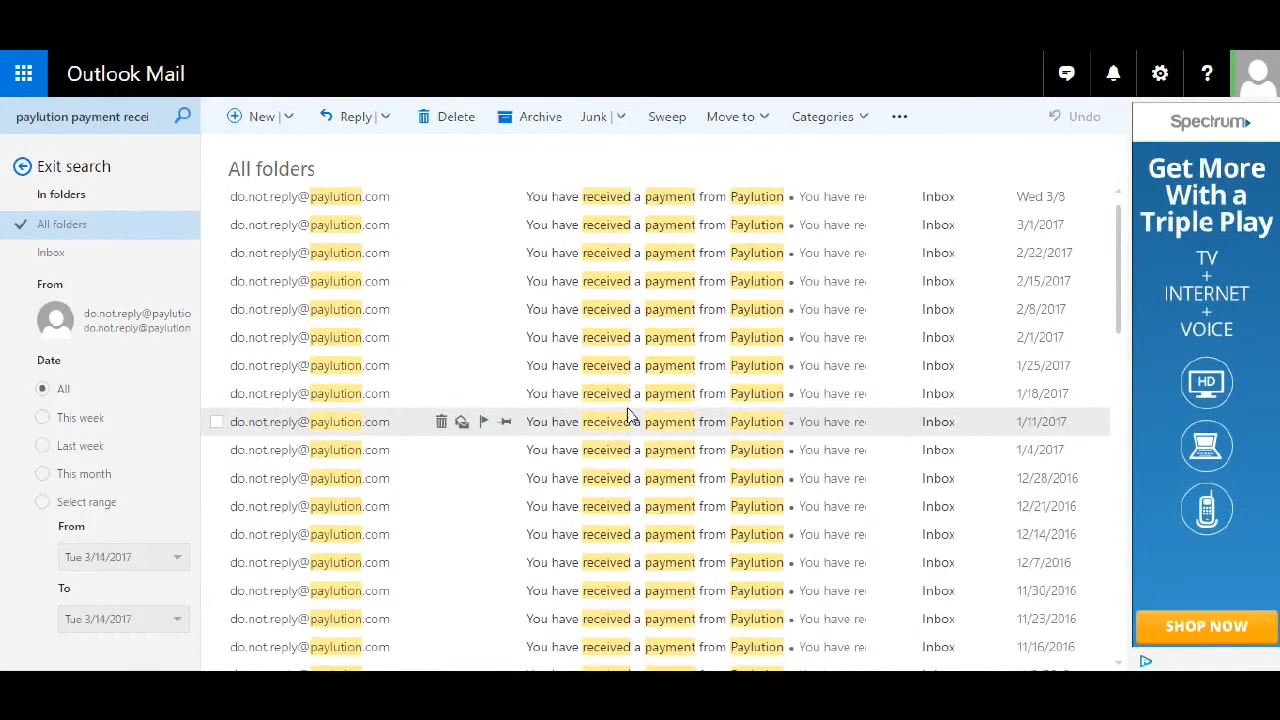 Outlook Mail
paylution payment recei
New
Reply
Delete
Archive
Junk
Sweep
Move to
Categories
Undo
Exit search
In folders
All folders
Inbox
From
do.not.reply@paylutio
do.not.reply@paylution
Date
All
This week
Last week
This month
Select range
From
Tue 3/14/2017
To
Tue 3/14/2017
All folders
do.not.reply@paylution.com You have received a payment from Paylution • You have re Inbox Wed 3/8
do.not.reply@paylution.com You have received a payment from Paylution • You have re Inbox 3/1/2017
do.not.reply@paylution.com You have received a payment from Paylution • You have re Inbox 2/22/2017
do.not.reply@paylution.com You have received a payment from Paylution • You have re Inbox 2/15/2017
do.not.reply@paylution.com You have received a payment from Paylution • You have re Inbox 2/8/2017
do.not.reply@paylution.com You have received a payment from Paylution • You have re Inbox 2/1/2017
do.not.reply@paylution.com You have received a payment from Paylution • You have re Inbox 1/25/2017
do.not.reply@paylution.com You have received a payment from Paylution • You have re Inbox 1/18/2017
do.not.reply@paylution.com You have received a payment from Paylution • You have re Inbox 1/11/2017
do.not.reply@paylution.com You have received a payment from Paylution • You have re Inbox 1/4/2017
do.not.reply@paylution.com You have received a payment from Paylution • You have re Inbox 12/28/2016
do.not.reply@paylution.com You have received a payment from Paylution • You have re Inbox 12/21/2016
do.not.reply@paylution.com You have received a payment from Paylution • You have re Inbox 12/14/2016
do.not.reply@paylution.com You have received a payment from Paylution • You have re Inbox 12/7/2016
do.not.reply@paylution.com You have received a payment from Paylution • You have re Inbox 11/30/2016
do.not.reply@paylution.com You have received a payment from Paylution • You have re Inbox 11/23/2016
do.not.reply@paylution.com You have received a payment from Paylution • You have re Inbox 11/16/2016
Spectrum
Get More
With a
Triple Play
TV
+
INTERNET
+
VOICE
HD
SHOP NOW